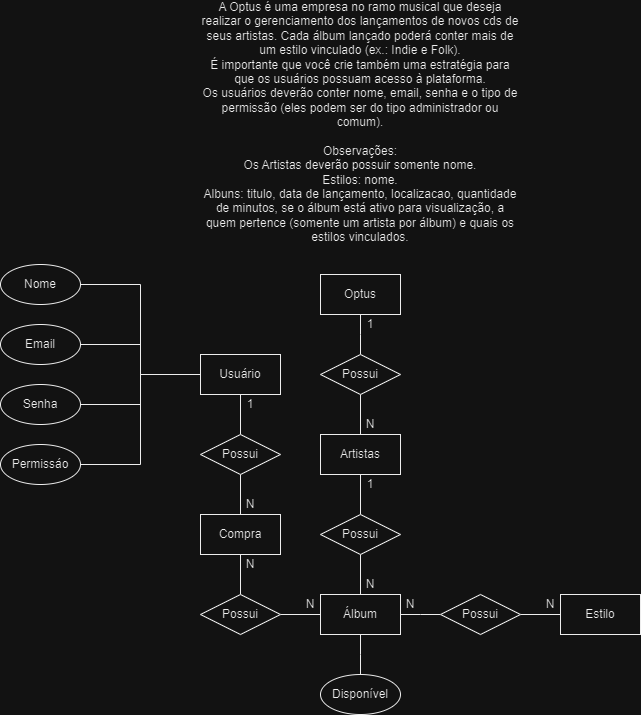 A Optus é uma empresa no ramo musical que deseja
realizar o gerenciamento dos lançamentos de novos cds de
seus artistas. Cada álbum lançado poderá conter mais de
um estilo vinculado (ex.: Indie e Folk).
É importante que você crie também uma estratégia para
que os usuários possuam acesso á plataforma.
Os usuários deverão conter nome, email, senha e o tipo de
permissão (eles podem ser do tipo administrador ou
comum).
Observações:
Os Artistas deverão possuir somente nome.
Estilos: nome.
Albuns: titulo, data de lançamento, localizacao, quantidade
de minutos, se o álbum está ativo para visualização, a
quem pertence (somente um artista por álbum) e quais os
estilos vinculados.
Nome
Optus
1
Email
Usuário
Possui
Senha
1
N
Permissáo
Possui
Artistas
1
N
Compra
Possui
N
N
Possui
N
Álbum
N
Possui
N
Estilo
Disponível